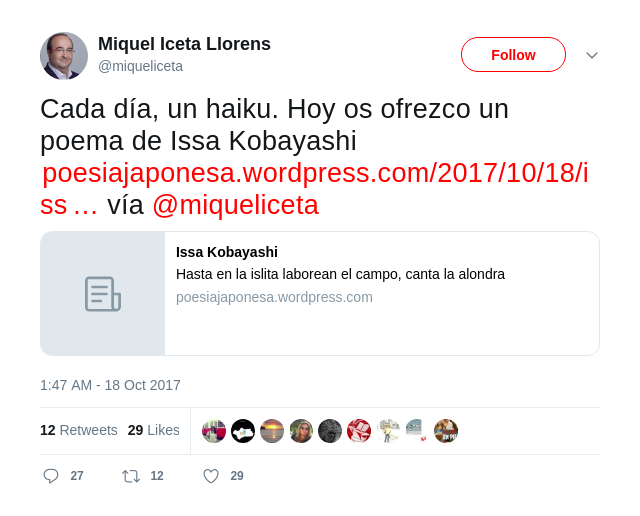 Miquel Iceta Llorens
@miqueliceta
Follow
Cada día, un haiku. Hoy os ofrezco un
poema de Issa Kobayashi
poesiajaponesa.wordpress.com/2017/10/18/i
ss … vía @miqueliceta
Issa Kobayashi
Hasta en la islita laborean el campo, canta la alondra
poesiajaponesa.wordpress.com
1:47 AM - 18 Oct 2017
12 Retweets 29 Likes
27 12 29